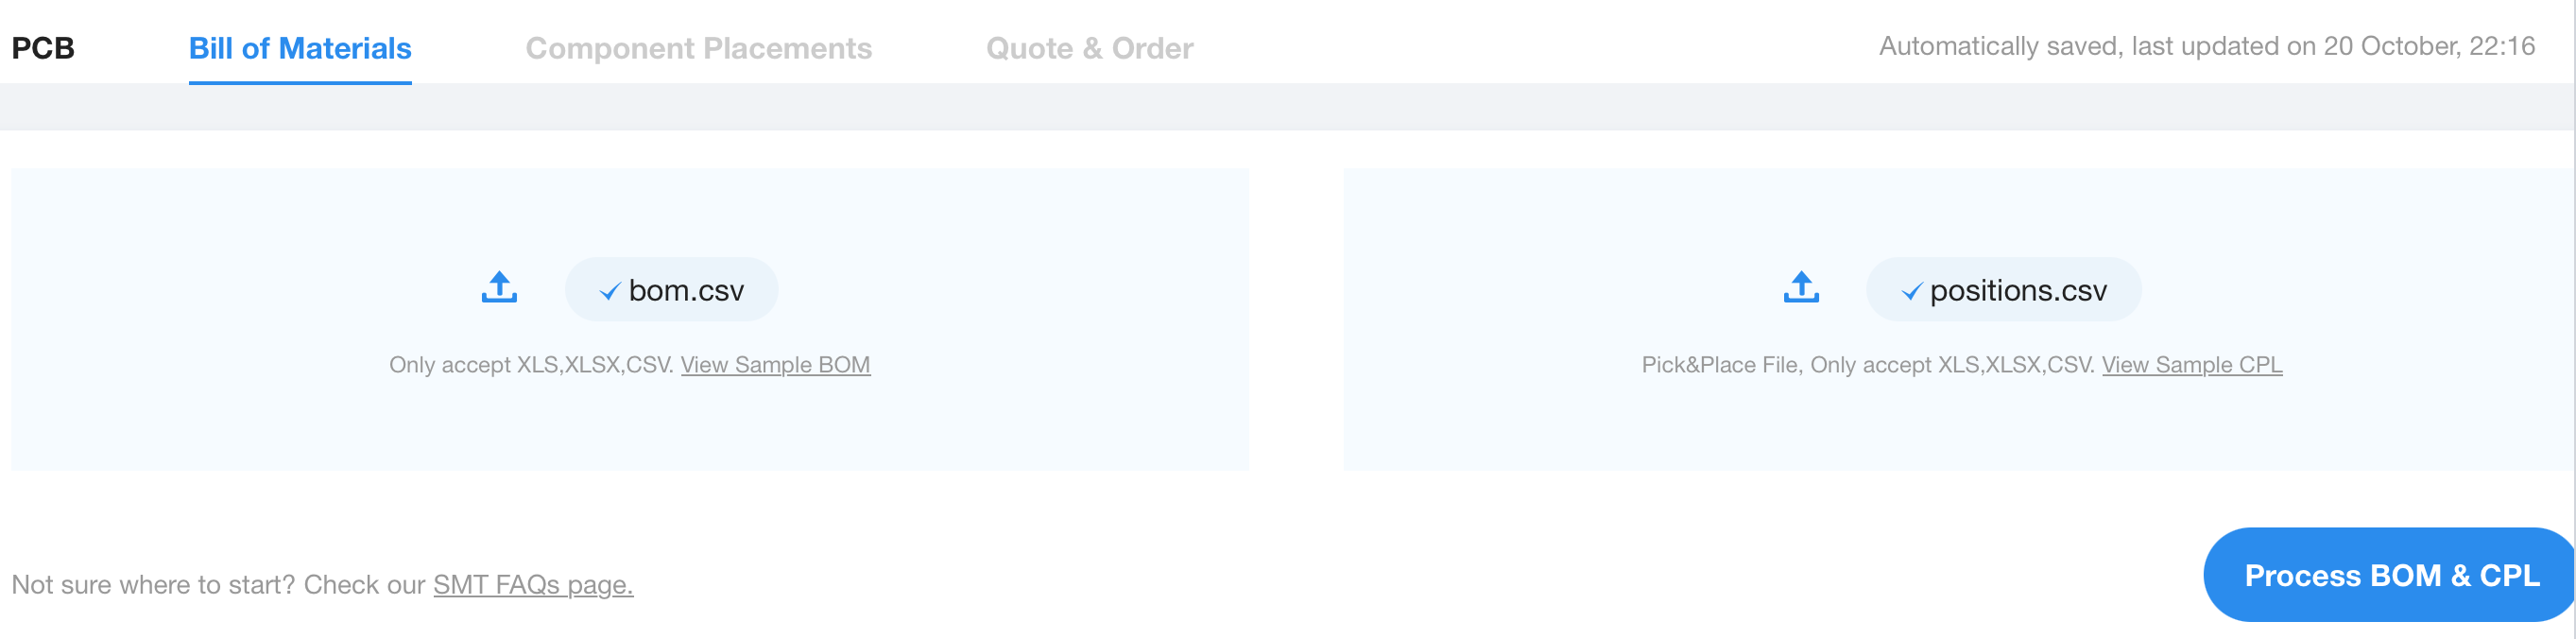 PCB
Bill of Materials
Component Placements
Quote & Order
Automatically saved, last updated on 20 October, 22:16
bom.csv
Only accept XLS,XLSX,CSV. View Sample BOM
positions.csv
Pick&Place File, Only accept XLS,XLSX,CSV. View Sample CPL
Not sure where to start? Check our SMT FAQs page.
Process BOM & CPL